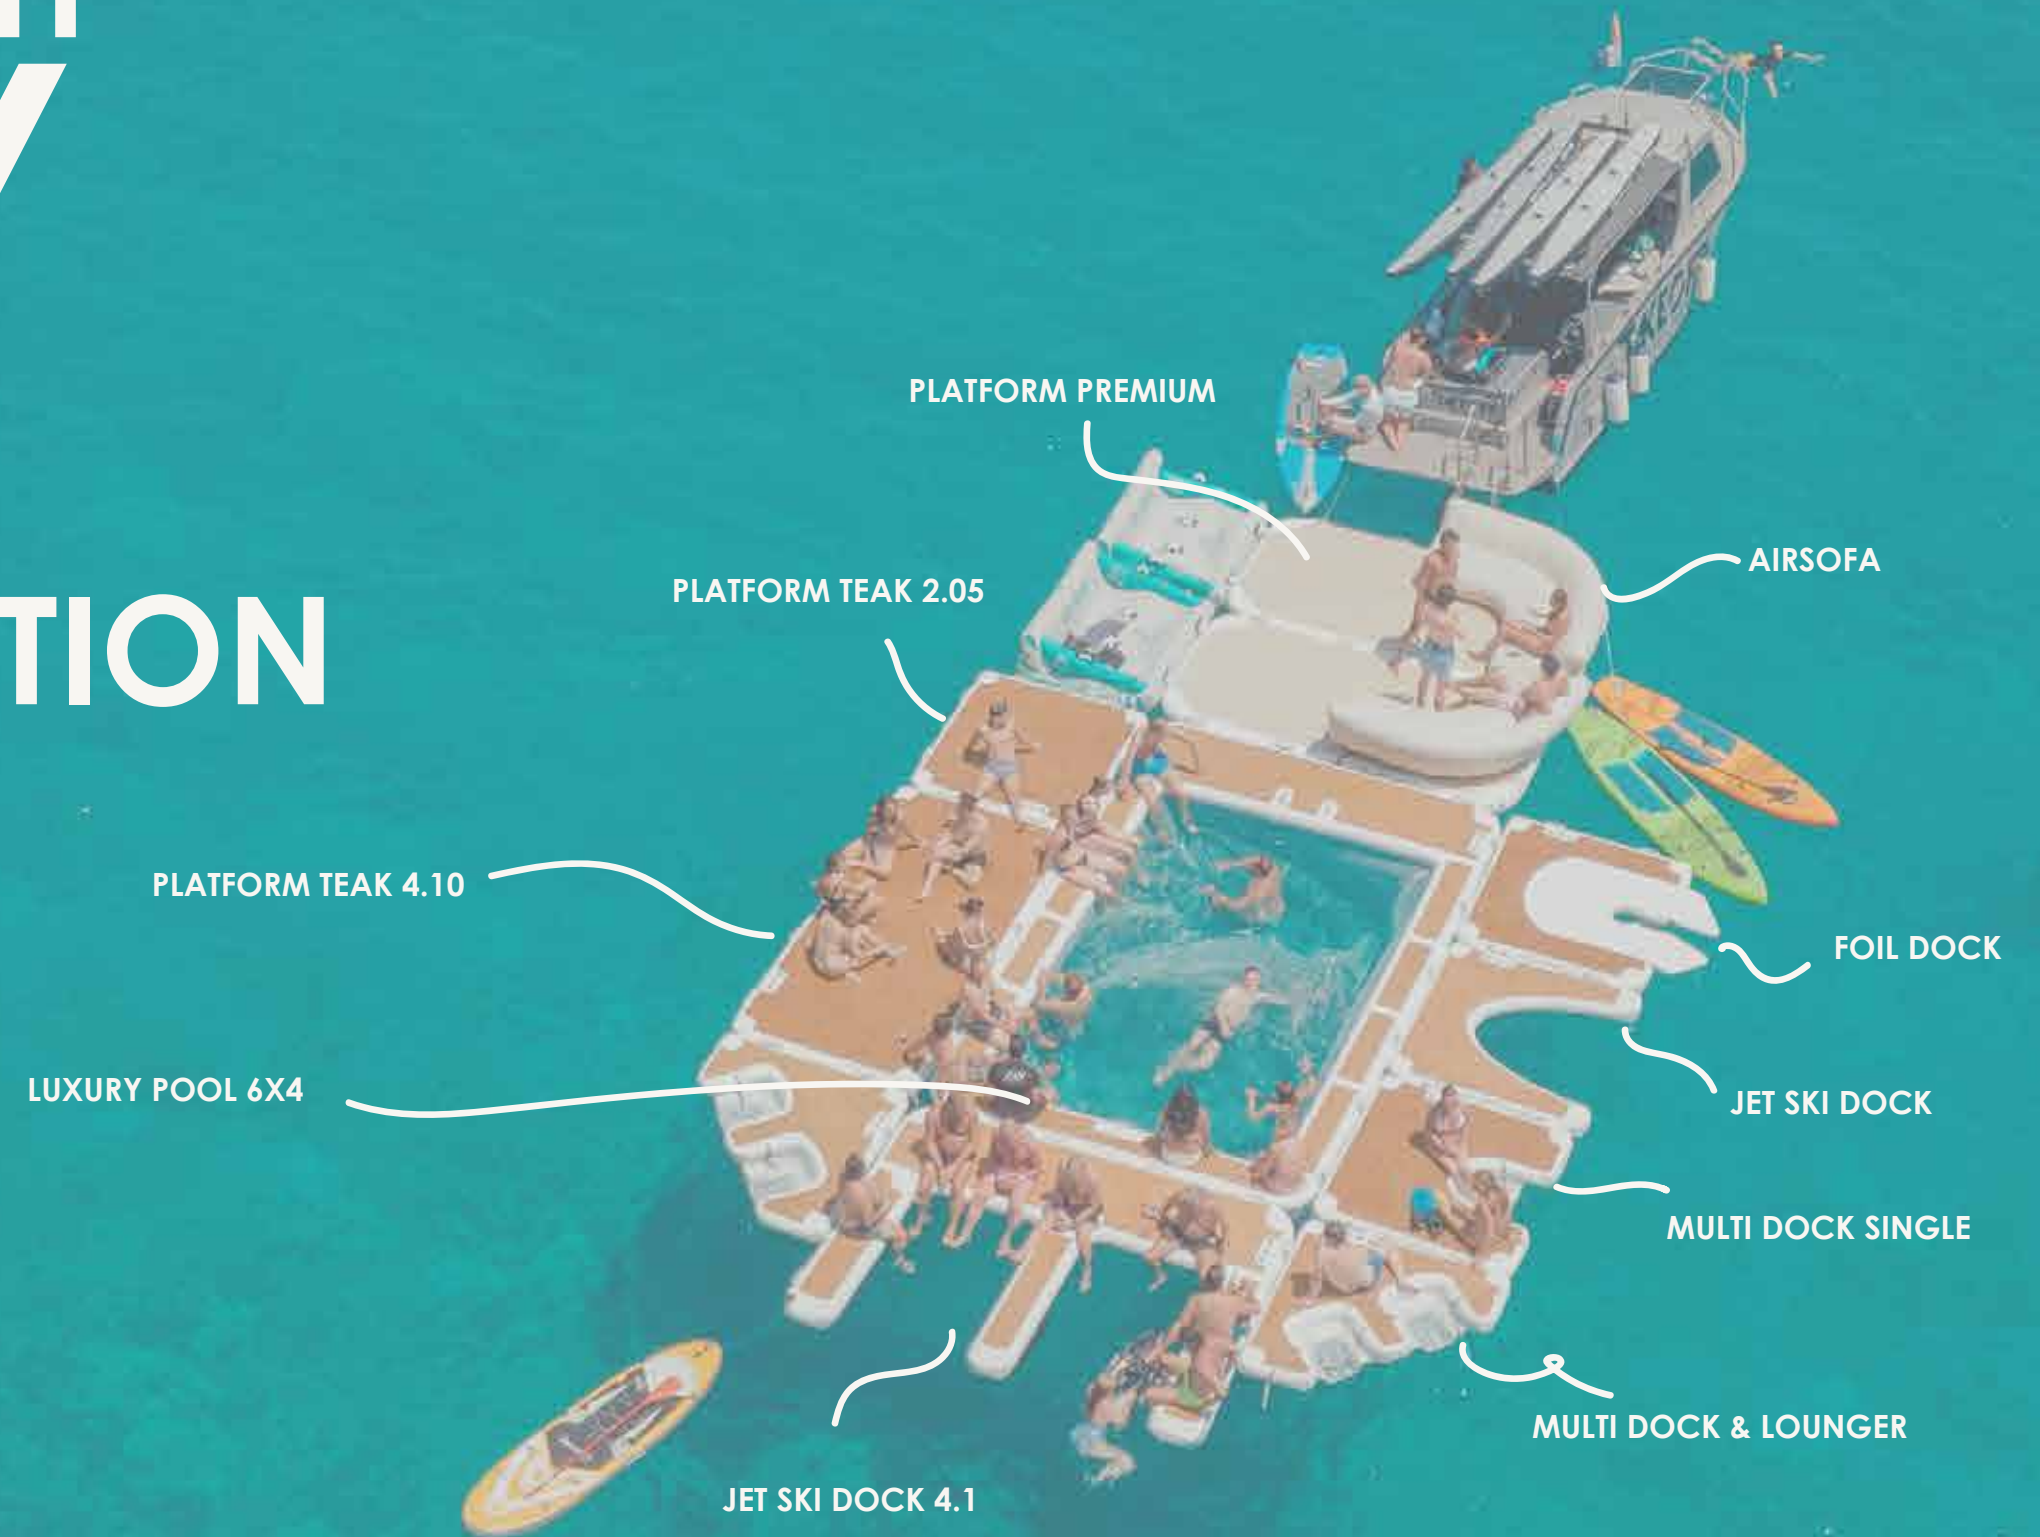 TION
PLATFORM PREMIUM
AIRSOFA
PLATFORM TEAK 2.05
PLATFORM TEAK 4.10
FOIL DOCK
LUXURY POOL 6X4
JET SKI DOCK
MULTI DOCK SINGLE
MULTI DOCK & LOUNGER
JET SKI DOCK 4.1